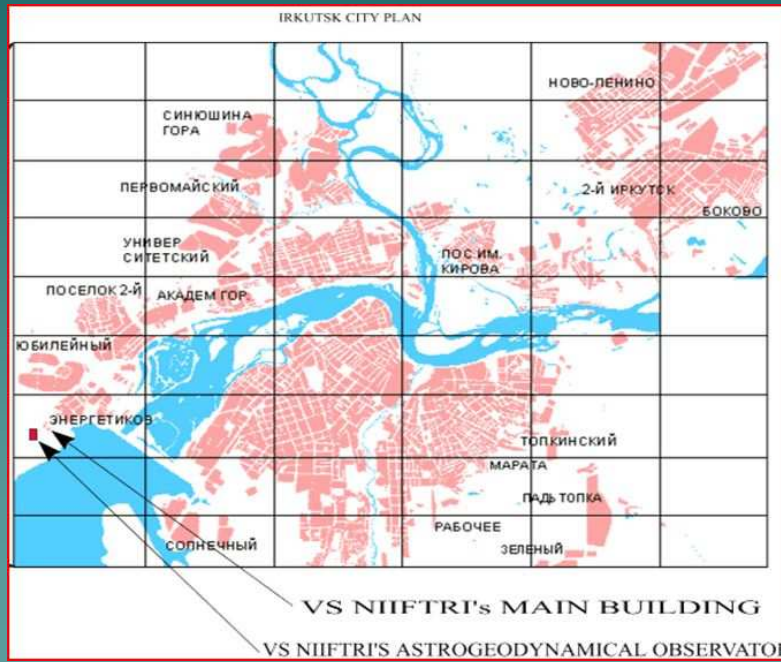 IRKUTSK CITY PLAN
НОВО-ЛЕНИНО
СИНЮШИНА
ГОРА
ПЕРВОМАЙСКИЙ
2-Й ИРКУТСК
БОКОВО
УНИВЕР
СИТЕТСКИЙ
ПОС ИМ.
КИРОВА
ПОСЕЛОК 2-Й
АКАДЕМ ГОР.
ЮБИЛЕЙНЫЙ
ЭНЕРГЕТИКОВ
ТОПКИНСКИЙ
МАРАТА
ПАДЬ ТОПКА
РАБОЧЕЕ
СОЛНЕЧНЫЙ
ЗЕЛЕНЫЙ
VS NIIFTRI's MAIN BUILDING
VS NIIFTRI'S ASTROGEODYNAMICAL OBSERVATO